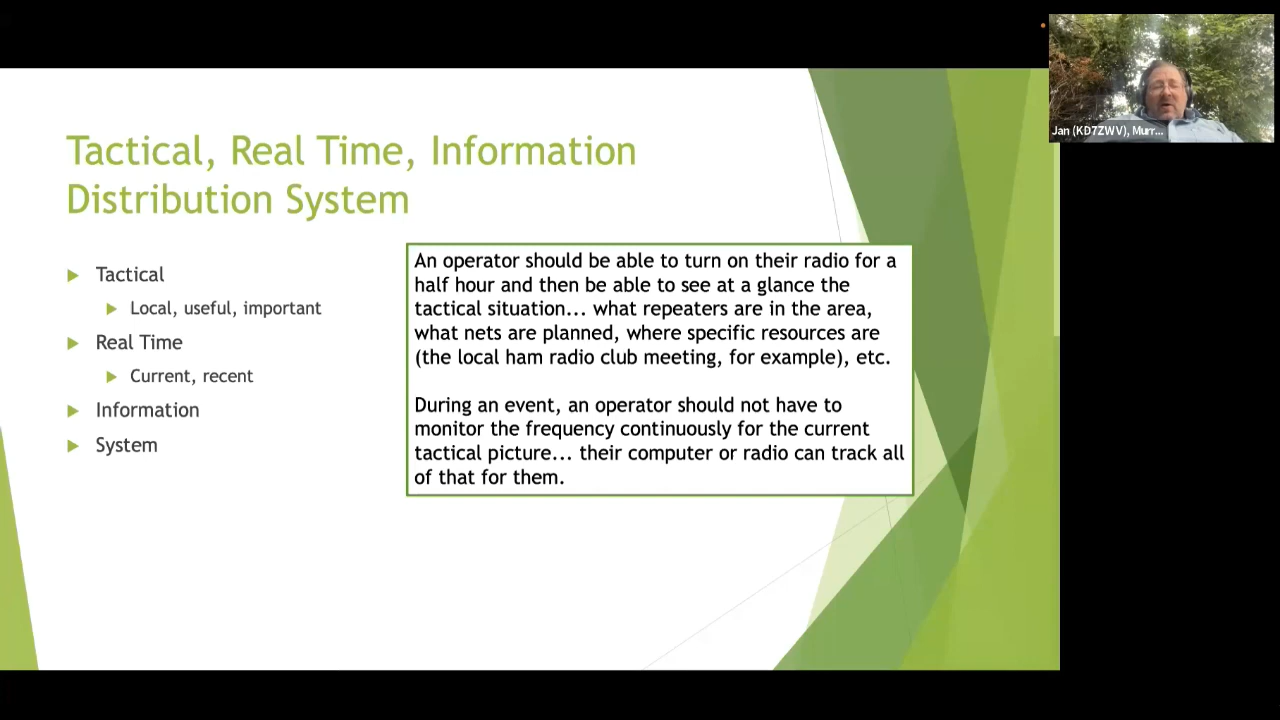 Tactical, Real Time, Information
Distribution System
Tactical
Local, useful, important
Real Time
Current, recent
Information
System
An operator should be able to turn on their radio for a
half hour and then be able to see at a glance the
tactical situation... what repeaters are in the area,
what nets are planned, where specific resources are
(the local ham radio club meeting, for example), etc.
During an event, an operator should not have to
monitor the frequency continuously for the current
tactical picture... their computer or radio can track all
of that for them.
Jan (KD7ZWV), Murr...